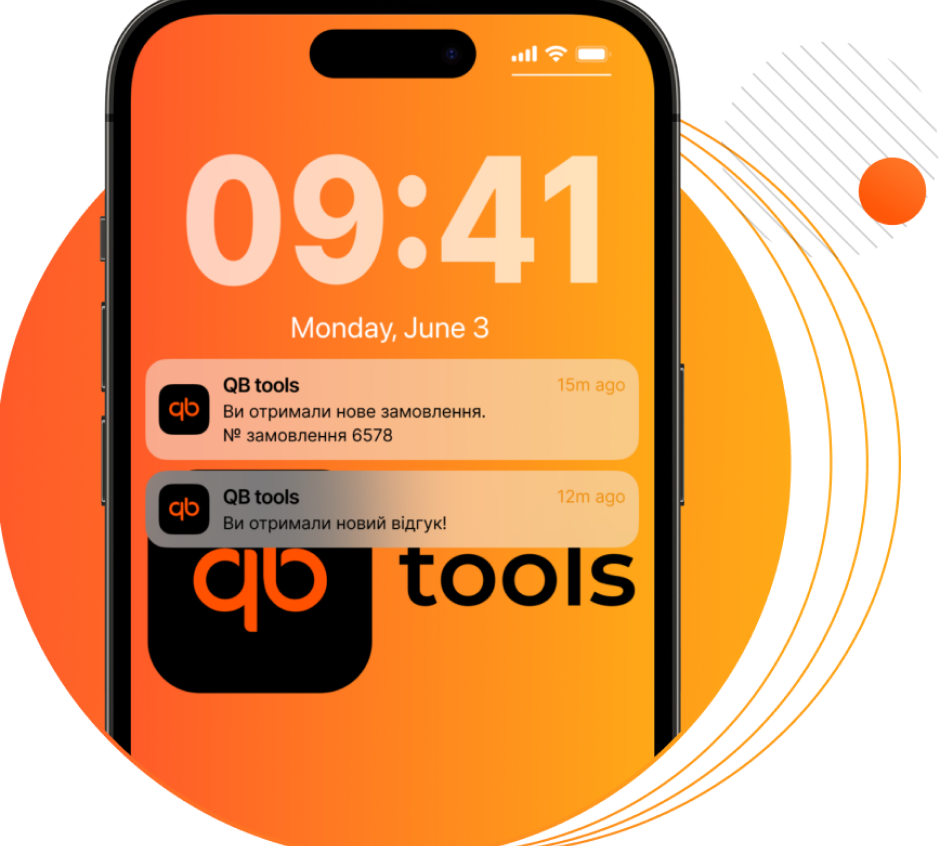 09:41
Monday, June 3
QB tools 15m ago
Ви отримали нове замовлення.
№ замовлення 6578
QB tools 12m ago
Ви отримали новий відгук!
qb tools
qb
qb